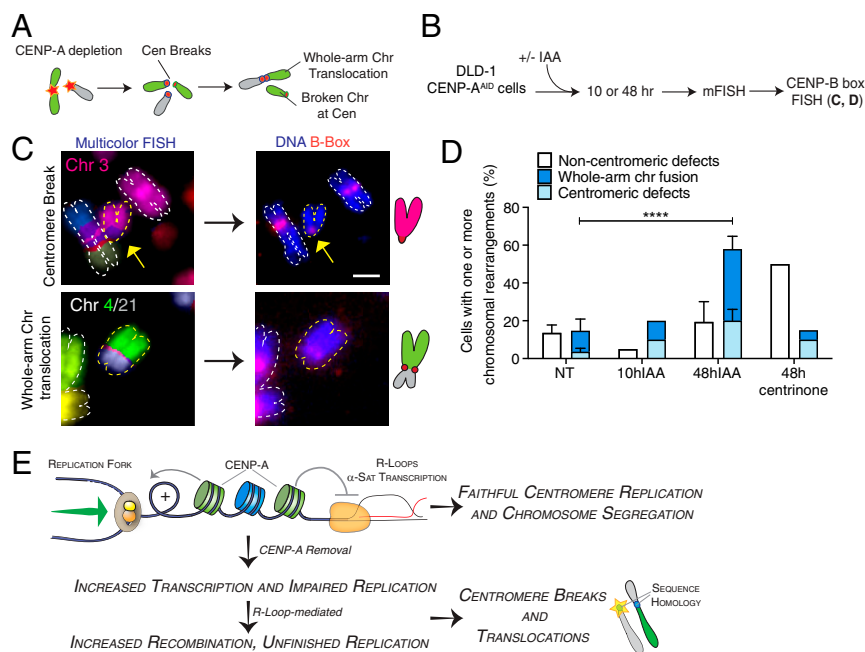 A
CENP-A depletion
Cen Breaks
Whole-arm Chr
Translocation
Broken Chr
at Cen
B
+/- IAA
DLD-1
CENP-A^AID cells
10 or 48 hr
mFISH
CENP-B box
FISH (C, D)
C
Multicolor FISH
DNA B-Box
Centromere Break
Chr 3
Whole-arm Chr
translocation
Chr 4/21
D
Non-centromeric defects
Whole-arm chr fusion
Centromeric defects
Cells with one or more
chromosomal rearrangements (%)
80
60
40
20
0
****
NT
10hIAA
48hIAA
48h
centrinone
E
REPLICATION FORK
+
CENP-A
R-LOOPS
α-SAT TRANSCRIPTION
FAITHFUL CENTROMERE REPLICATION
AND CHROMOSOME SEGREGATION
CENP-A REMOVAL
INCREASED TRANSCRIPTION AND IMPAIRED REPLICATION
R-LOOP-MEDIATED
INCREASED RECOMBINATION, UNFINISHED REPLICATION
CENTROMERE BREAKS
AND
TRANSLOCATIONS
SEQUENCE
HOMOLOGY